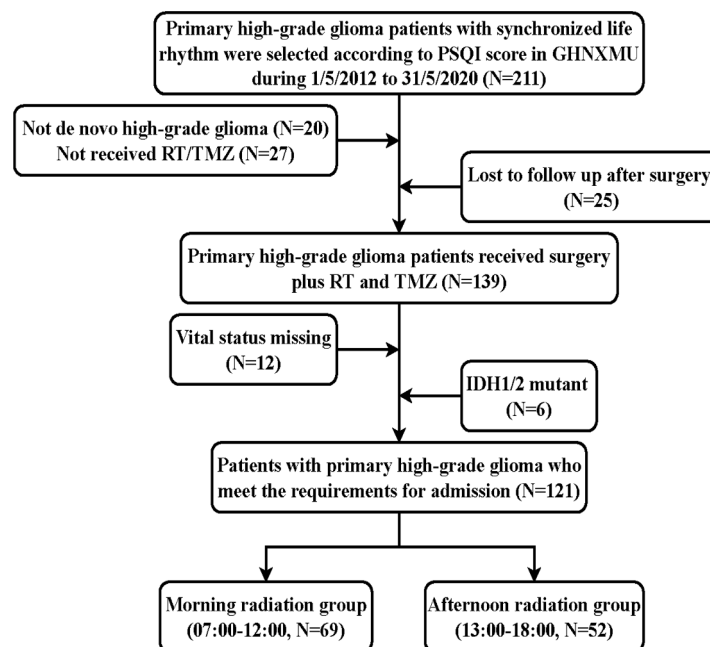 Primary high-grade glioma patients with synchronized life
rhythm were selected according to PSQI score in GHNXMU
during 1/5/2012 to 31/5/2020 (N=211)
Not de novo high-grade glioma (N=20)
Not received RT/TMZ (N=27)
Lost to follow up after surgery
(N=25)
Primary high-grade glioma patients received surgery
plus RT and TMZ (N=139)
Vital status missing
(N=12)
IDH1/2 mutant
(N=6)
Patients with primary high-grade glioma who
meet the requirements for admission (N=121)
Morning radiation group
(07:00-12:00, N=69)
Afternoon radiation group
(13:00-18:00, N=52)